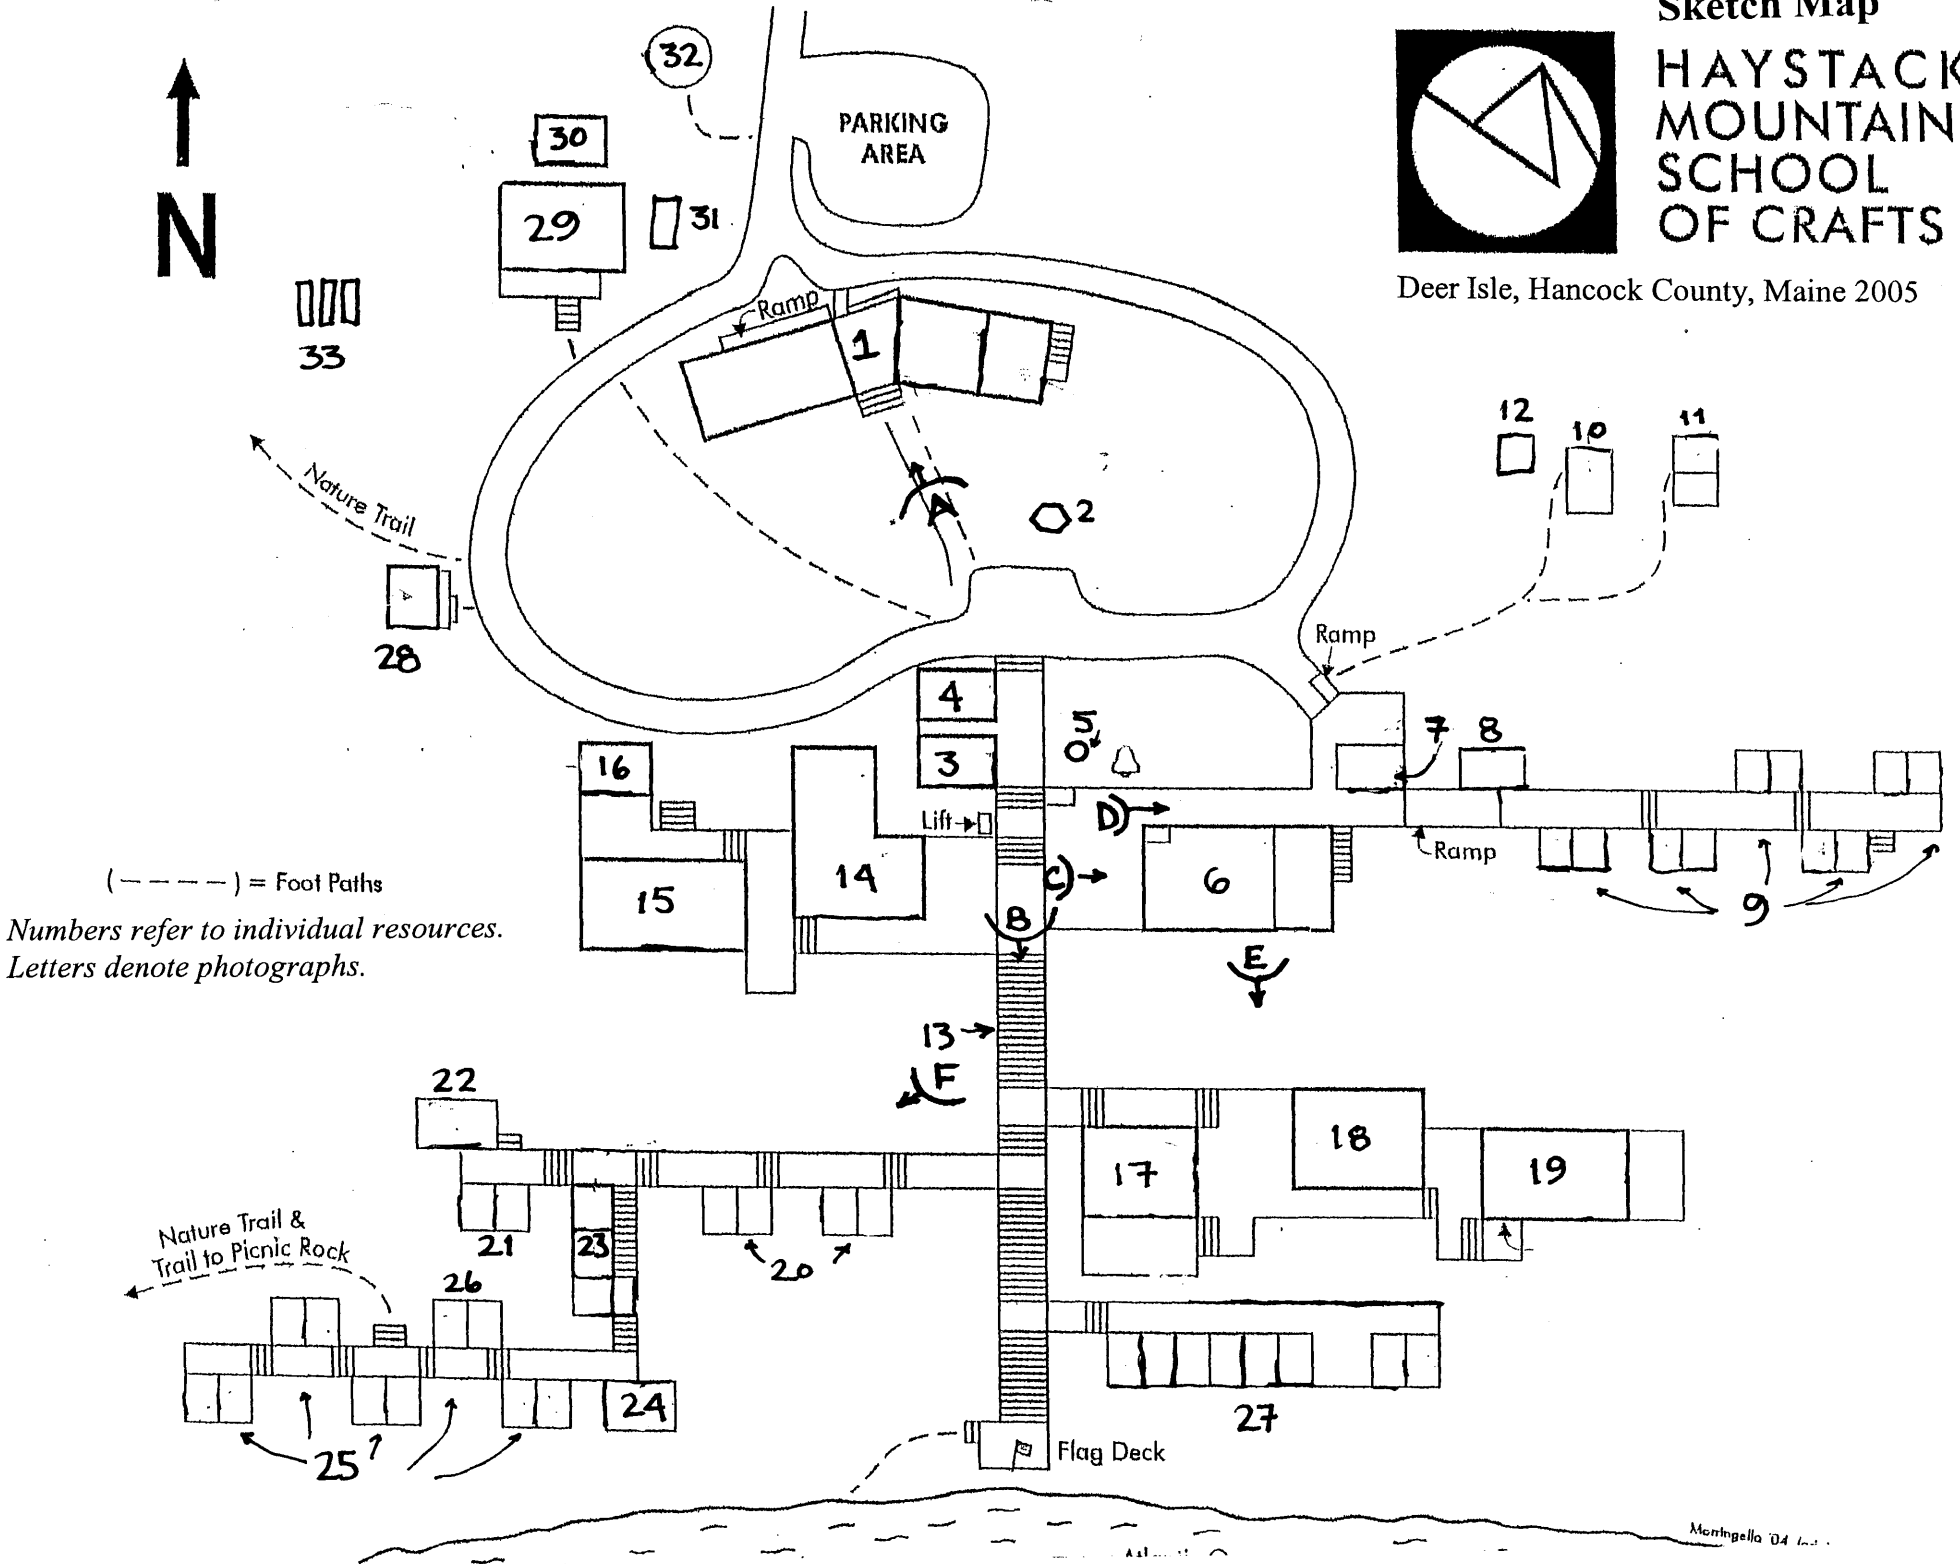 Sketch Map
HAYSTACK
MOUNTAIN
SCHOOL
OF CRAFTS
Deer Isle, Hancock County, Maine 2005
32
PARKING
AREA
30
29
31
N
33
Ramp
1
12
10
11
Nature Trail
A
2
28
Ramp
4
5
7
8
16
3
D
Lift
Ramp
14
C
6
15
9
B
(-----) = Foot Paths
Numbers refer to individual resources.
Letters denote photographs.
E
13
F
22
18
17
19
Nature Trail &
Trail to Picnic Rock
21
23
20
26
24
27
25
Flag Deck
Morringello '04